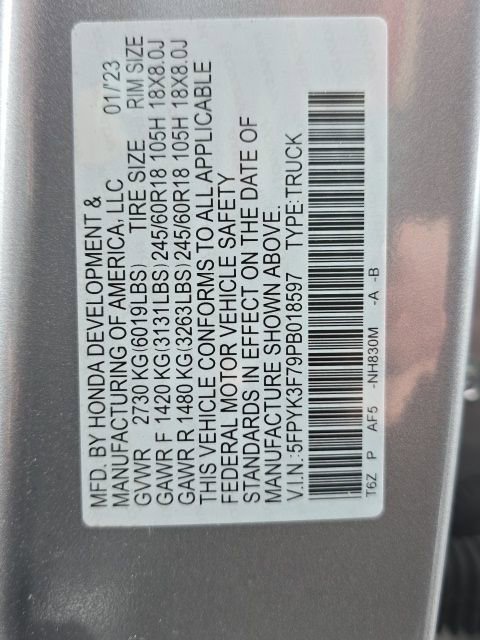 MFD. BY HONDA DEVELOPMENT &
MANUFACTURING OF AMERICA, LLC 01/'23
GVWR 2730 KG(6019LBS) TIRE SIZE RIM SIZE
GAWR F 1420 KG(3131LBS)245/60R18 105H 18X8.0J
GAWR R 1480 KG(3263LBS)245/60R18 105H 18X8.0J
THIS VEHICLE CONFORMS TO ALL APPLICABLE
FEDERAL MOTOR VEHICLE SAFETY
STANDARDS IN EFFECT ON THE DATE OF
MANUFACTURE SHOWN ABOVE.
V.I.N.:5FPYK3F79PB018597 TYPE:TRUCK
T6Z P AF5 -NH830M -A -B